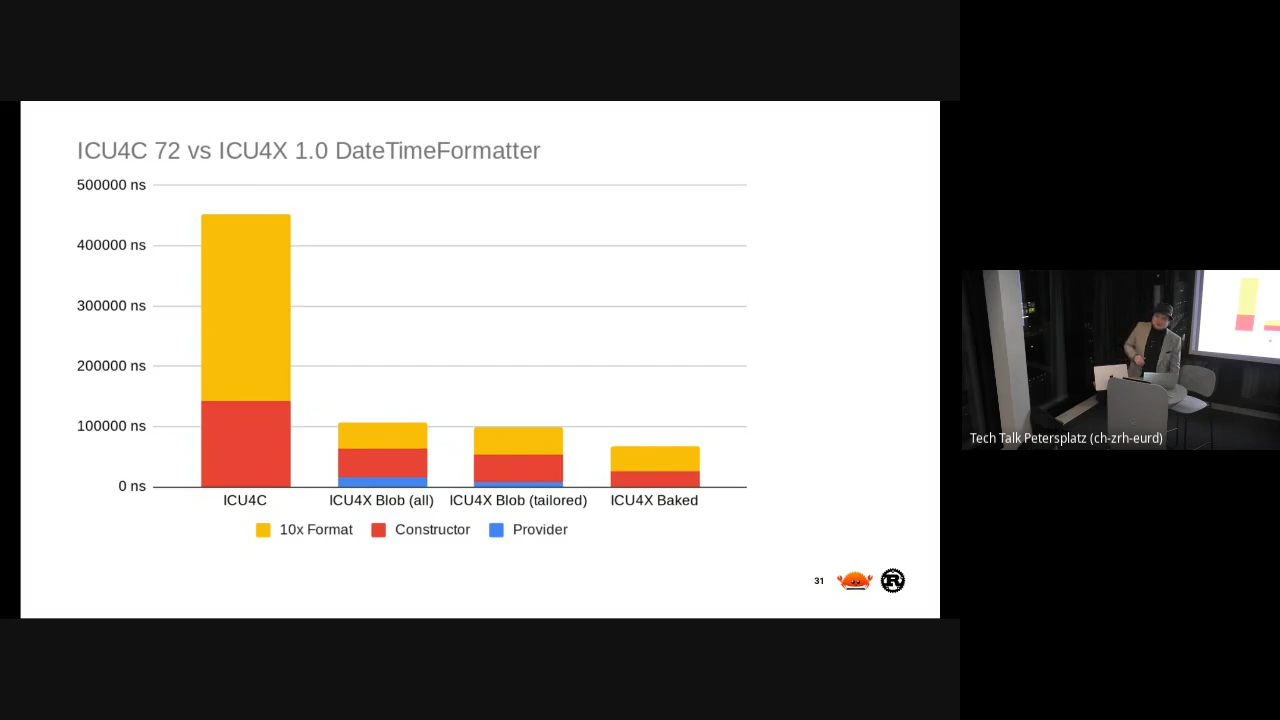 ICU4C 72 vs ICU4X 1.0 DateTimeFormatter
500000 ns
400000 ns
300000 ns
200000 ns
100000 ns
0 ns
ICU4C
ICU4X Blob (all)
ICU4X Blob (tailored)
ICU4X Baked
10x Format
Constructor
Provider
31
R
Tech Talk Petersplatz (ch-zrh-eurd)